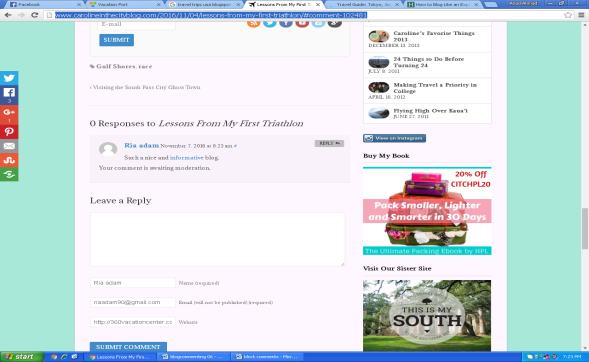 Facebook
Vacation Port
travel trips usa blogspot
Lessons From My First T
Travel Guide: Tokyo, Ja
How to Blog Like an Ex
www.carolineinthecityblog.com/2016/11/04/lessons-from-my-first-triathlon/#comment-102461
E-mail
SUBMIT
Gulf Shores, race
‹ Visiting the South Pass City Ghost Town
0 Responses to Lessons From My First Triathlon
Ria adam November 7, 2016 at 8:23 am #
REPLY
Such a nice and informative blog.
Your comment is awaiting moderation.
Leave a Reply
Ria adam
Name (required)
riaadam90@gmail.com
Email (will not be published) (required)
http://360vacationcenter.co
Website
SUBMIT COMMENT
Caroline's Favorite Things
2013
DECEMBER 13, 2013
24 Things to Do Before
Turning 24
JULY 8, 2011
Making Travel a Priority in
College
APRIL 16, 2012
Flying High Over Kaua'i
JUNE 27, 2011
View on Instagram
Buy My Book
20% Off
CITCHPL20
Pack Smaller, Lighter
and Smarter in 30 Days
The Ultimate Packing Ebook by HPL
Visit Our Sister Site
THIS IS MY
SOUTH
start
Lessons From My Firs...
7:23 PM